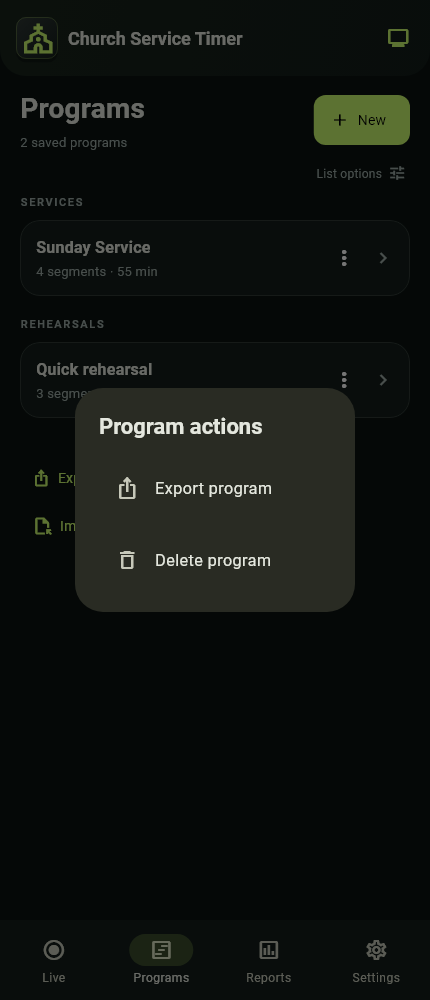 Church Service Timer
Programs
New
2 saved programs
List options
SERVICES
Sunday Service
4 segments · 55 min
REHEARSALS
Quick rehearsal
Program actions
Export program
Delete program
Live
Programs
Reports
Settings